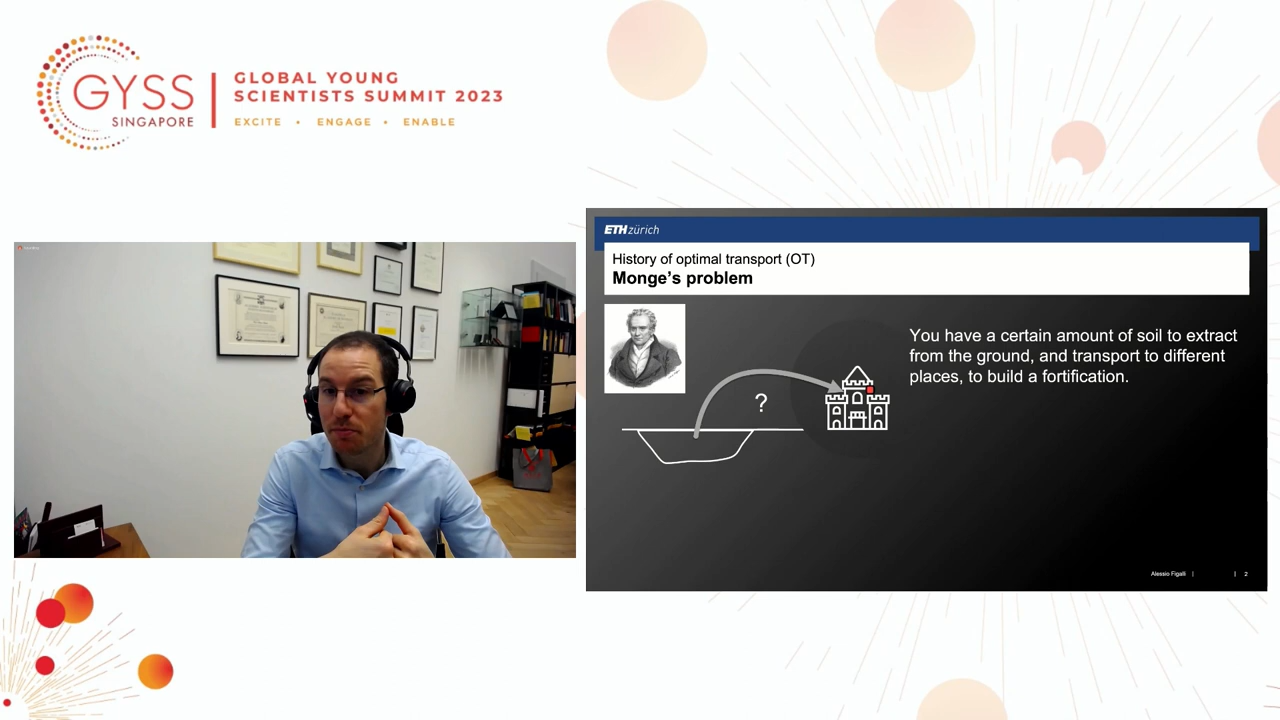 GYSS
SINGAPORE
GLOBAL YOUNG
SCIENTISTS SUMMIT 2023
EXCITE • ENGAGE • ENABLE
ETH zürich
History of optimal transport (OT)
Monge's problem
You have a certain amount of soil to extract
from the ground, and transport to different
places, to build a fortification.
?
Alessio Figalli | | 2